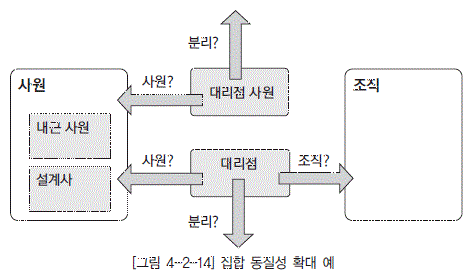 분리?
사원
사원?
대리점 사원
조직
내근 사원
설계사
사원?
대리점
조직?
분리?
[그림 4-2-14] 집합 동질성 확대 예